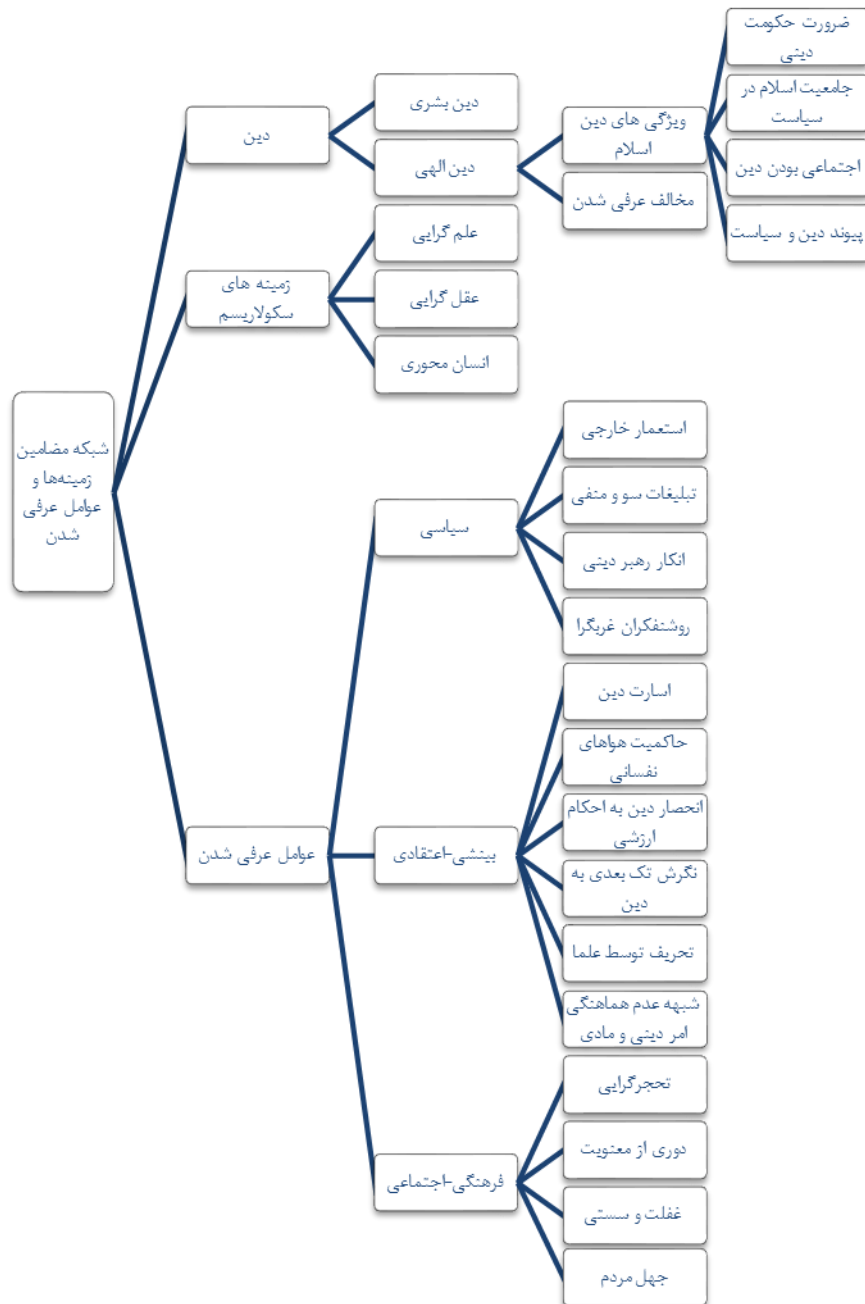 شبکه مضامین
زمینه‌ها و
عوامل عرفی
شدن
دین
دین بشری
دین الهی
ویژگی های دین
اسلام
ضرورت حکومت
دینی
جامعیت اسلام در
سیاست
اجتماعی بودن دین
پیوند دین و سیاست
مخالف عرفی شدن
زمینه های
سکولاریسم
علم گرایی
عقل گرایی
انسان محوری
عوامل عرفی شدن
سیاسی
استعمار خارجی
تبلیغات سو و منفی
انکار رهبر دینی
روشنفکران غربگرا
بینشی-اعتقادی
اسارت دین
حاکمیت هواهای
نفسانی
انحصار دین به احکام
ارزشی
نگرش تک بعدی به
دین
تحریف توسط علما
شبهه عدم هماهنگی
امر دینی و مادی
فرهنگی-اجتماعی
تحجرگرایی
دوری از معنویت
غفلت و سستی
جهل مردم